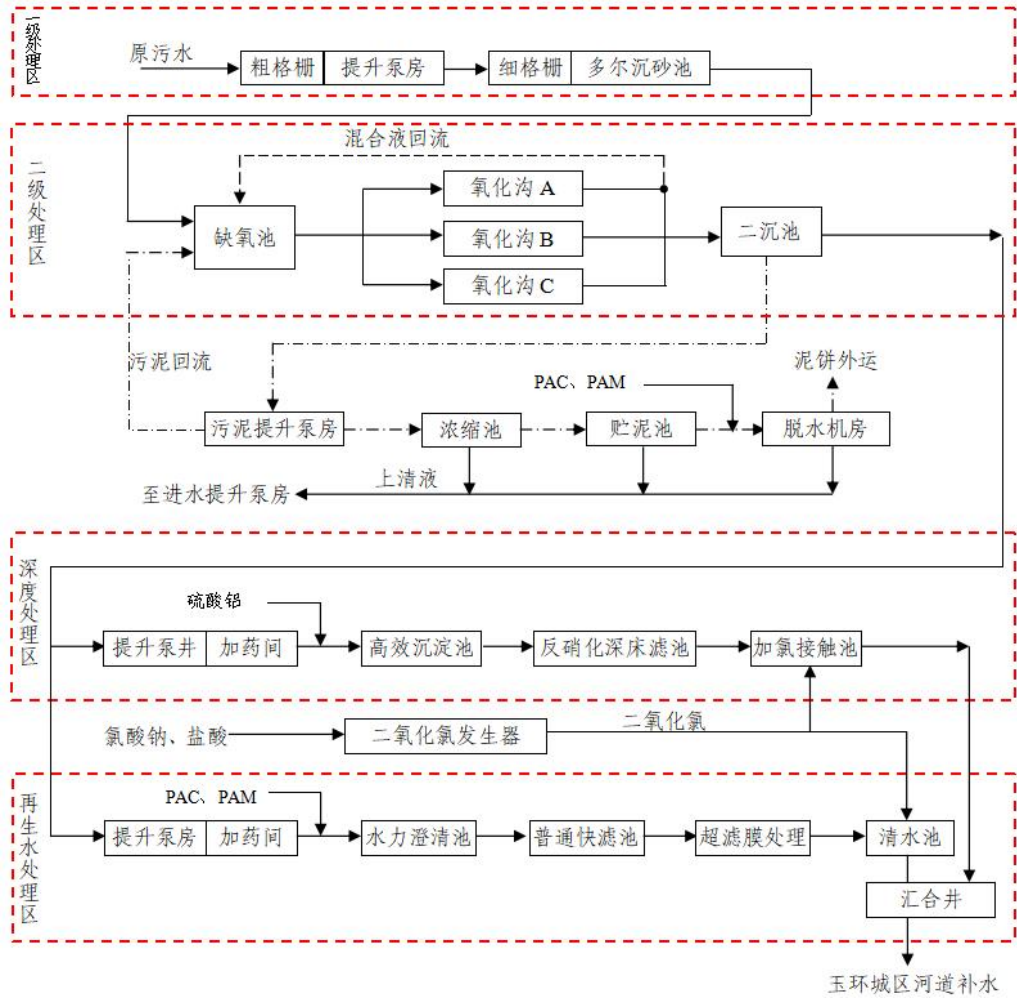 一级处理区
原污水
粗格栅 提升泵房 细格栅 多尔沉砂池
二级处理区
混合液回流
氧化沟 A
缺氧池
氧化沟 B
二沉池
氧化沟 C
污泥回流
PAC、PAM
泥饼外运
污泥提升泵房 浓缩池 贮泥池 脱水机房
上清液
至进水提升泵房
深度处理区
硫酸铝
提升泵井 加药间 高效沉淀池 反硝化深床滤池 加氯接触池
氯酸钠、盐酸 二氧化氯发生器 二氧化氯
再生水处理区
PAC、PAM
提升泵房 加药间 水力澄清池 普通快滤池 超滤膜处理 清水池
汇合井
玉环城区河道补水